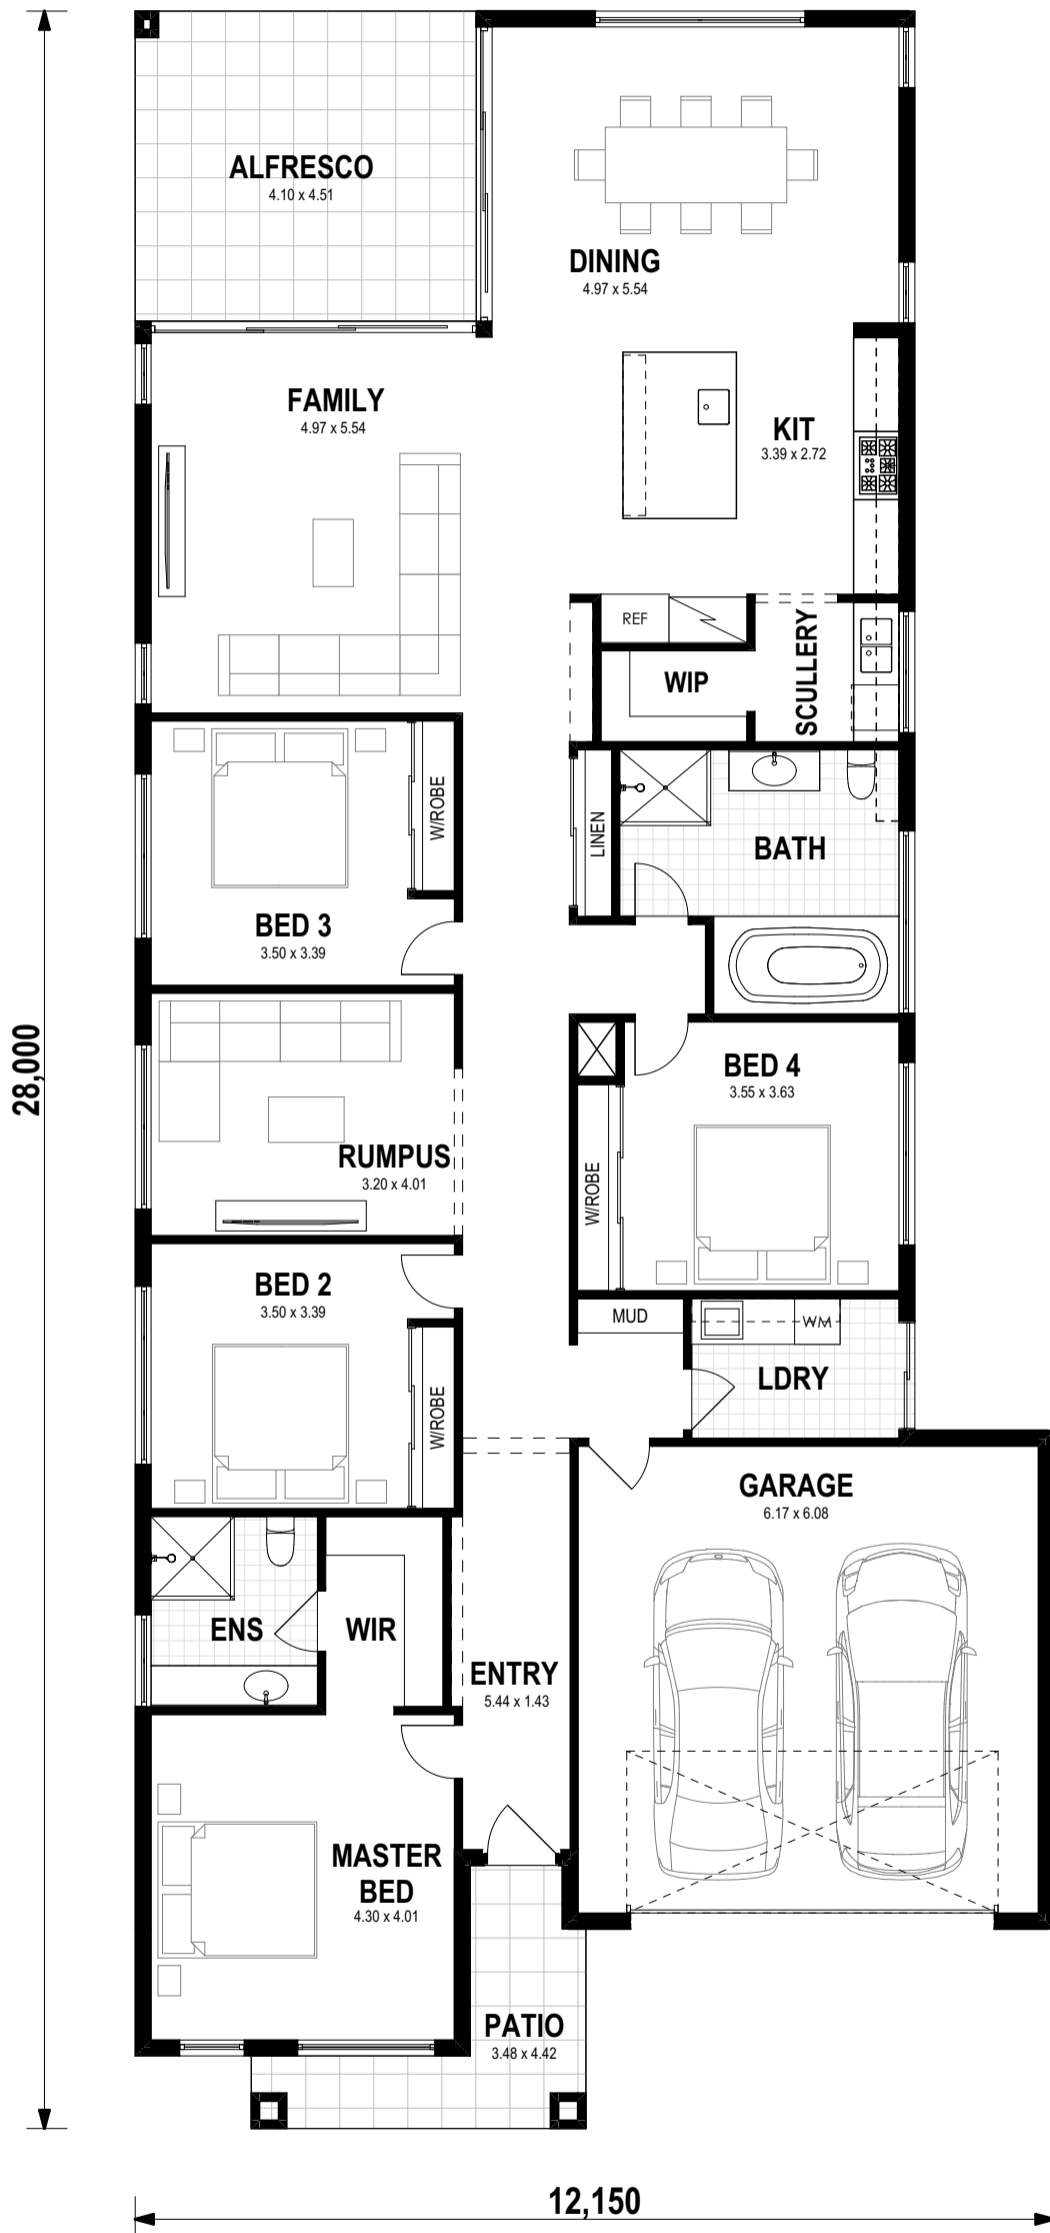 ALFRESCO
4.10 x 4.51
DINING
4.97 x 5.54
FAMILY
4.97 x 5.54
KIT
3.39 x 2.72
REF
WIP
SCULLERY
W/ROBE
LINEN
BATH
BED 3
3.50 x 3.39
28,000
BED 4
3.55 x 3.63
RUMPUS
3.20 x 4.01
W/ROBE
BED 2
3.50 x 3.39
MUD
WM
LDRY
W/ROBE
GARAGE
6.17 x 6.08
ENS
WIR
ENTRY
5.44 x 1.43
MASTER
BED
4.30 x 4.01
PATIO
3.48 x 4.42
12,150